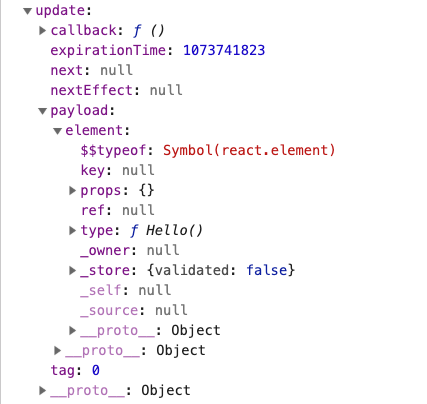 update:
callback: ƒ ()
expirationTime: 1073741823
next: null
nextEffect: null
payload:
element:
$$typeof: Symbol(react.element)
key: null
props: {}
ref: null
type: ƒ Hello()
_owner: null
_store: {validated: false}
_self: null
_source: null
__proto__: Object
__proto__: Object
tag: 0
__proto__: Object